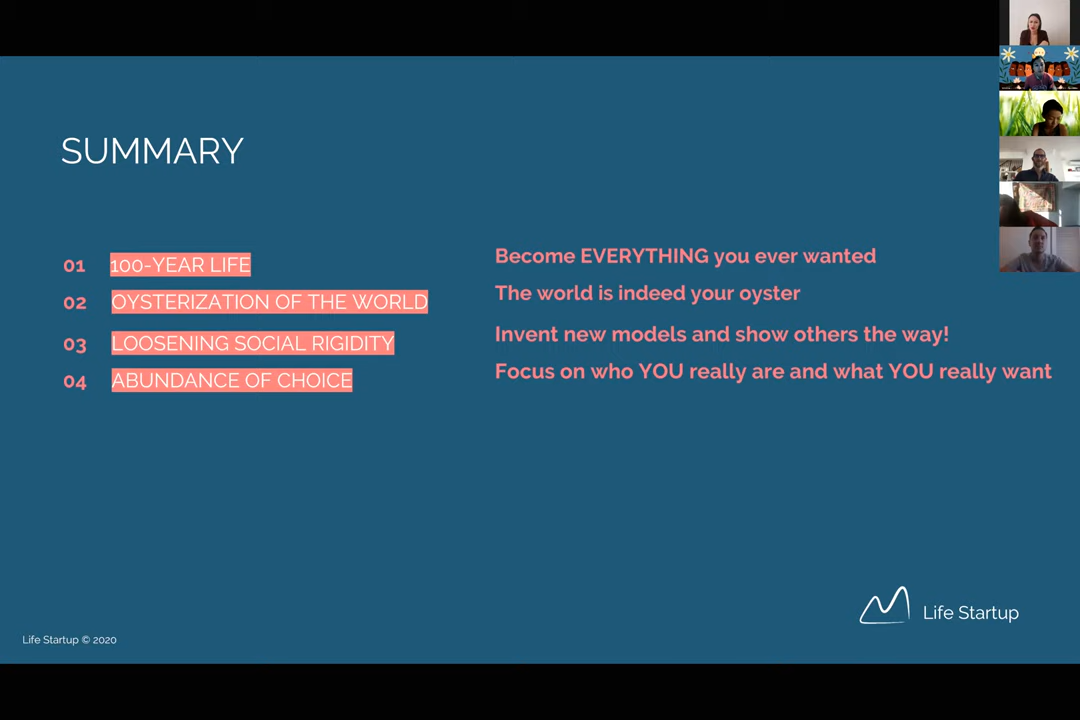 SUMMARY
01 100-YEAR LIFE Become EVERYTHING you ever wanted
02 OYSTERIZATION OF THE WORLD The world is indeed your oyster
03 LOOSENING SOCIAL RIGIDITY Invent new models and show others the way!
04 ABUNDANCE OF CHOICE Focus on who YOU really are and what YOU really want
Life Startup
Life Startup © 2020